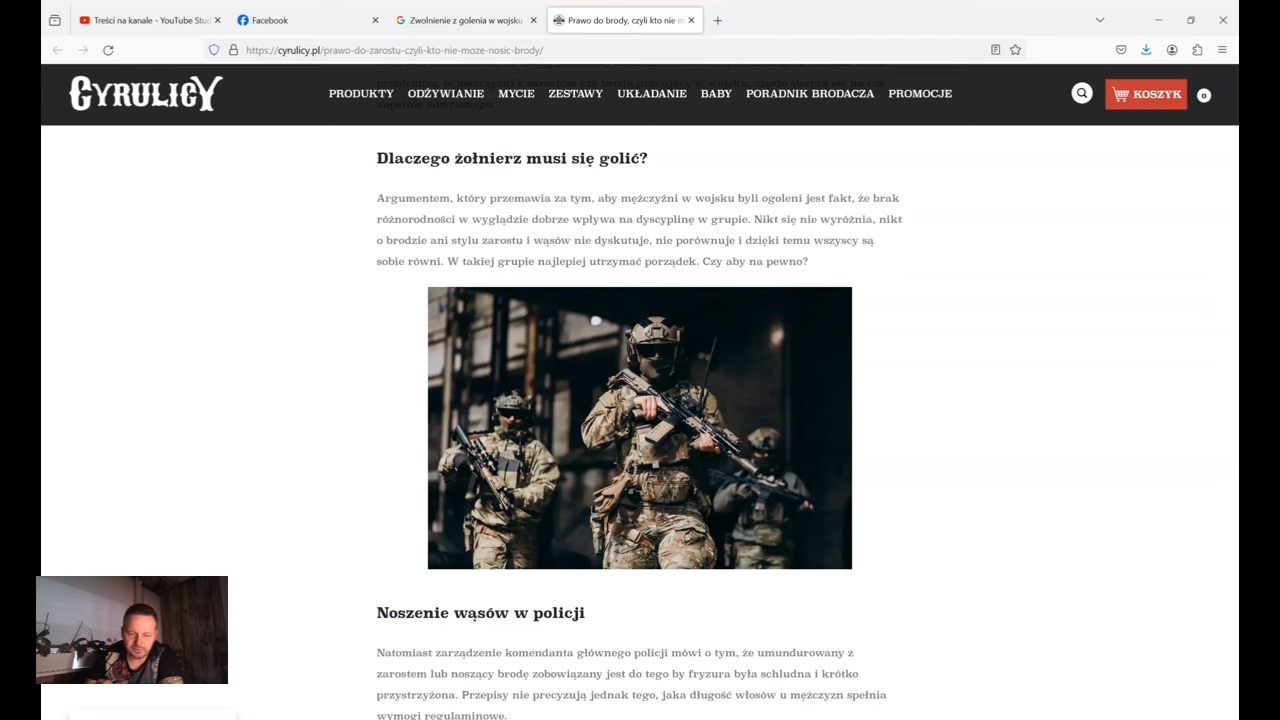 Treści na kanale - YouTube Stud
Facebook
Zwolnienie z golenia w wojsku
Prawo do brody, czyli kto nie m
https://cyrulicy.pl/prawo-do-zarostu-czyli-kto-nie-moze-nosic-brody/
CYRULICY
PRODUKTY
ODŻYWIANIE
MYCIE
ZESTAWY
UKŁADANIE
BABY
PORADNIK BRODACZA
PROMOCJE
KOSZYK
0
zupełnie odwrotnego.
Dlaczego żołnierz musi się golić?
Argumentem, który przemawia za tym, aby mężczyźni w wojsku byli ogoleni jest fakt, że brak
różnorodności w wyglądzie dobrze wpływa na dyscyplinę w grupie. Nikt się nie wyróżnia, nikt
o brodzie ani stylu zarostu i wąsów nie dyskutuje, nie porównuje i dzięki temu wszyscy są
sobie równi. W takiej grupie najlepiej utrzymać porządek. Czy aby na pewno?
Noszenie wąsów w policji
Natomiast zarządzenie komendanta głównego policji mówi o tym, że umundurowany z
zarostem lub noszący brodę zobowiązany jest do tego by fryzura była schludna i krótko
przystrzyżona. Przepisy nie precyzują jednak tego, jaka długość włosów u mężczyzn spełnia
wymogi regulaminowe.